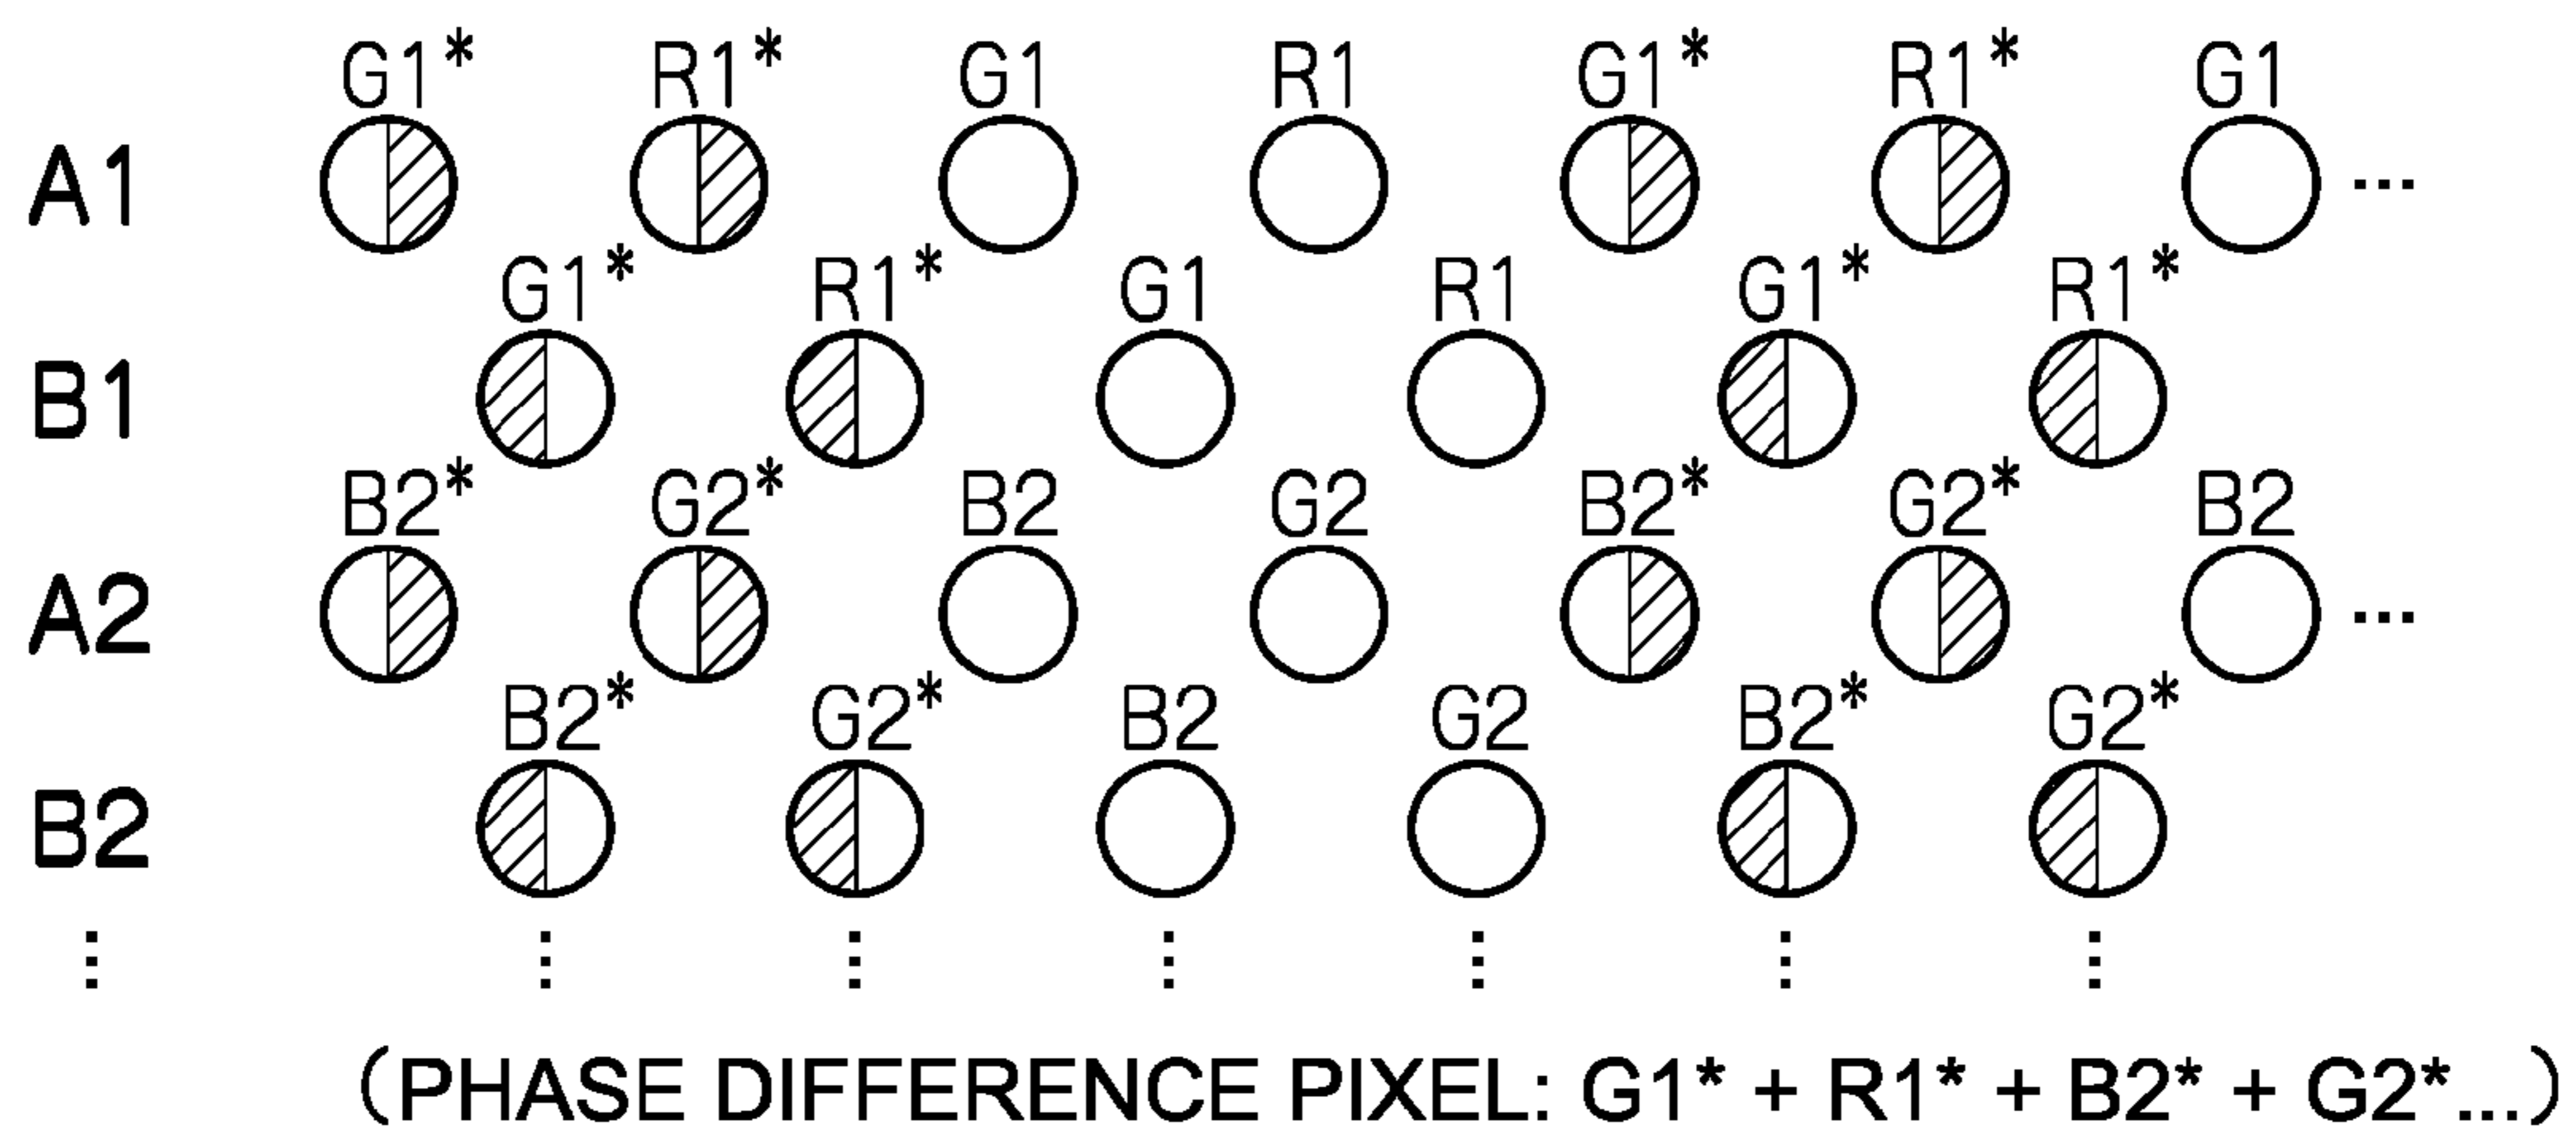 G1* R1* G1 R1 G1* R1* G1
A1 ...
G1* R1* G1 R1 G1* R1*
B1
B2* G2* B2 G2 B2* G2* B2
A2 ...
B2* G2* B2 G2 B2* G2*
B2
(PHASE DIFFERENCE PIXEL: G1* + R1* + B2* + G2*...)